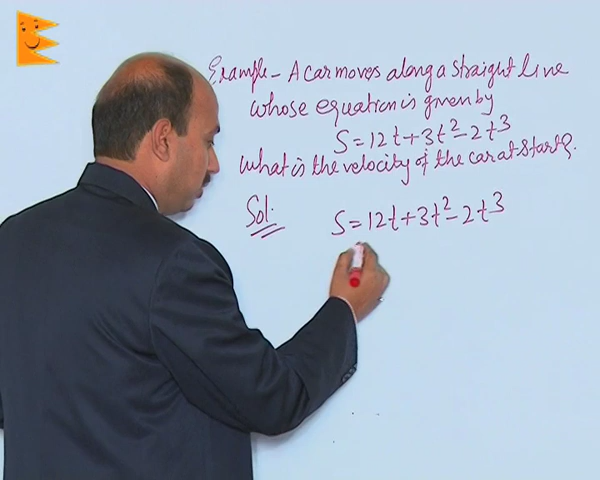 Example - A car moves along a straight line
whose equation is given by
S = 12t + 3t² - 2t³
what is the velocity of the car at start?
Sol:
S = 12t + 3t² - 2t³